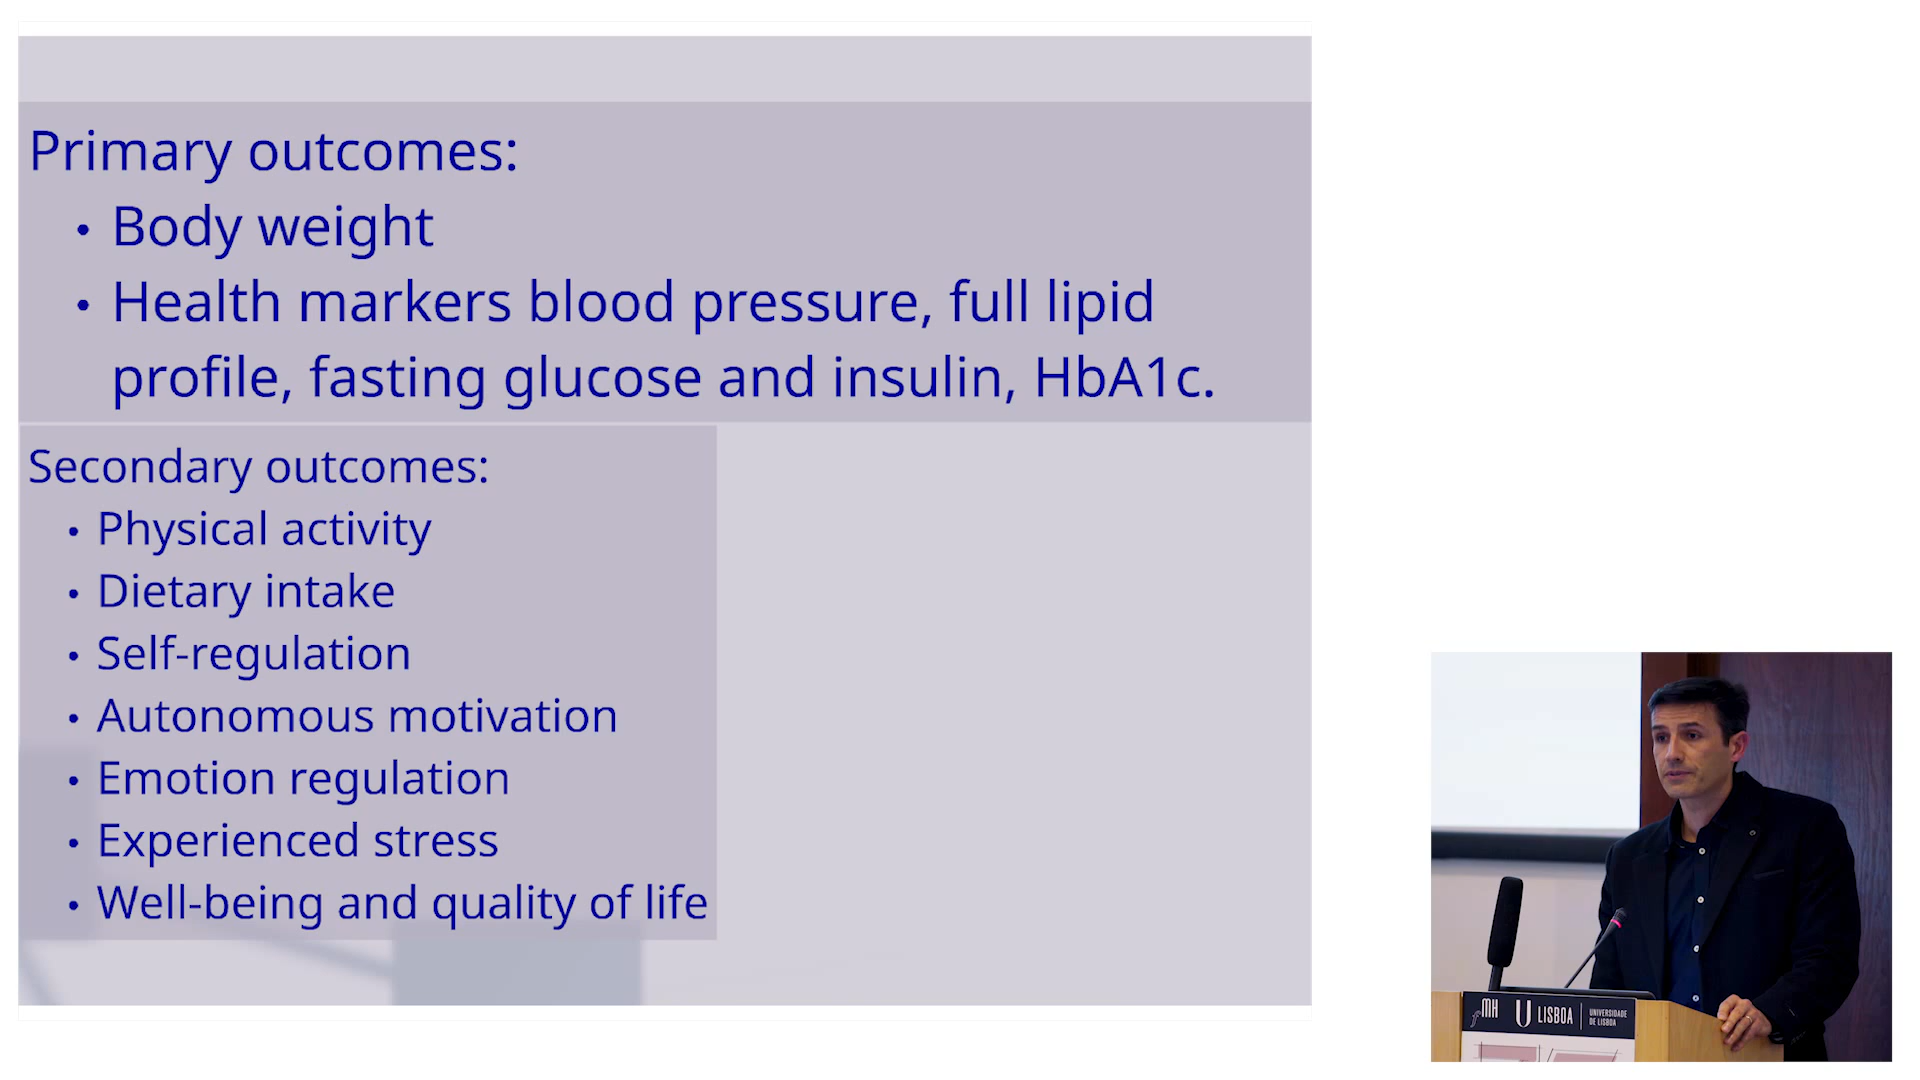 Primary outcomes:
• Body weight
• Health markers blood pressure, full lipid
profile, fasting glucose and insulin, HbA1c.
Secondary outcomes:
• Physical activity
• Dietary intake
• Self-regulation
• Autonomous motivation
• Emotion regulation
• Experienced stress
• Well-being and quality of life
fMH U LISBOA UNIVERSIDADE
DE LISBOA